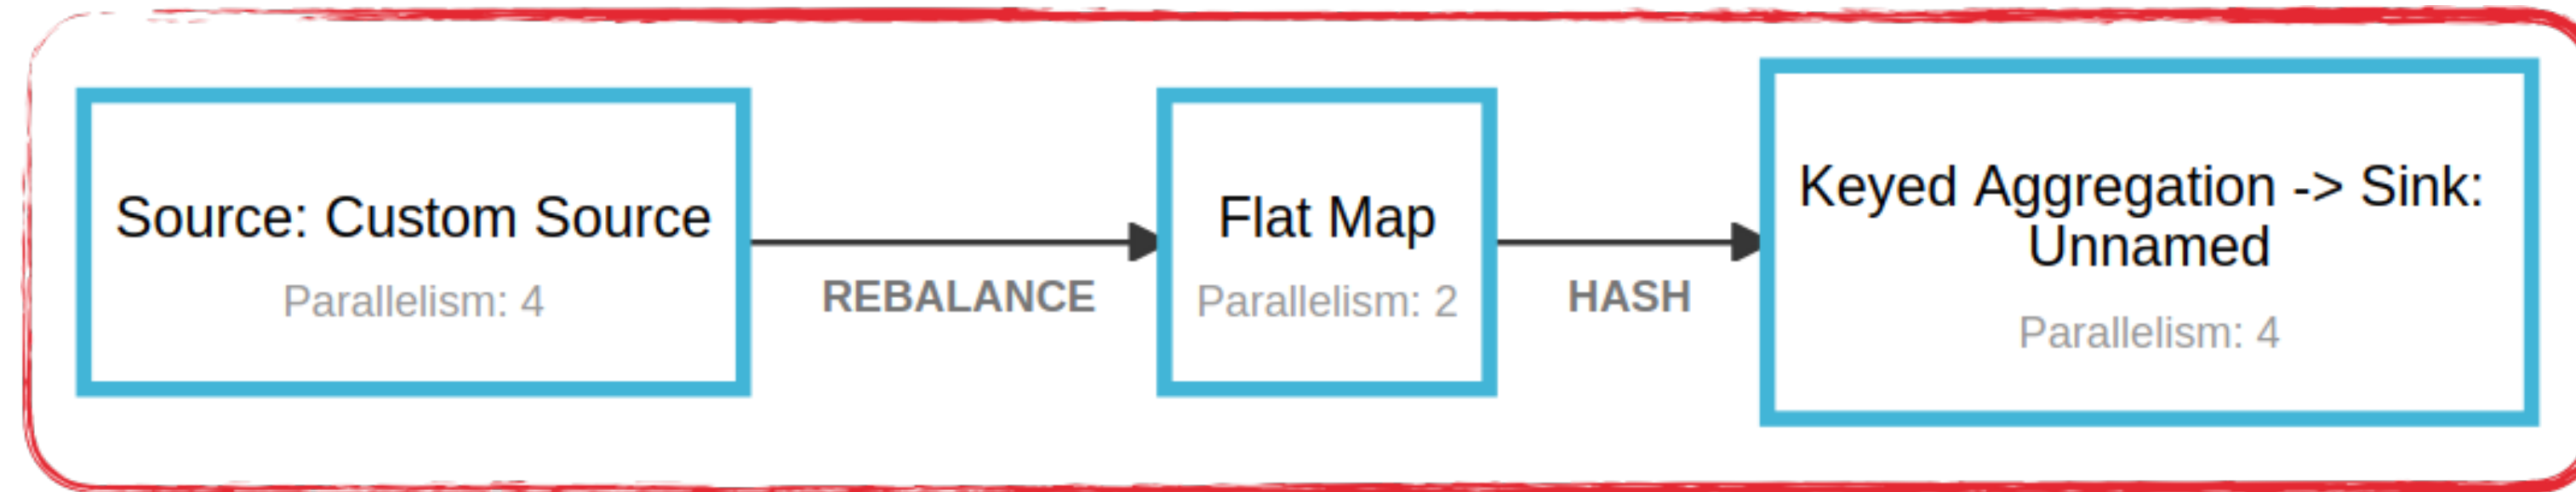 Source: Custom Source
Parallelism: 4
REBALANCE
Flat Map
Parallelism: 2
HASH
Keyed Aggregation -> Sink:
Unnamed
Parallelism: 4